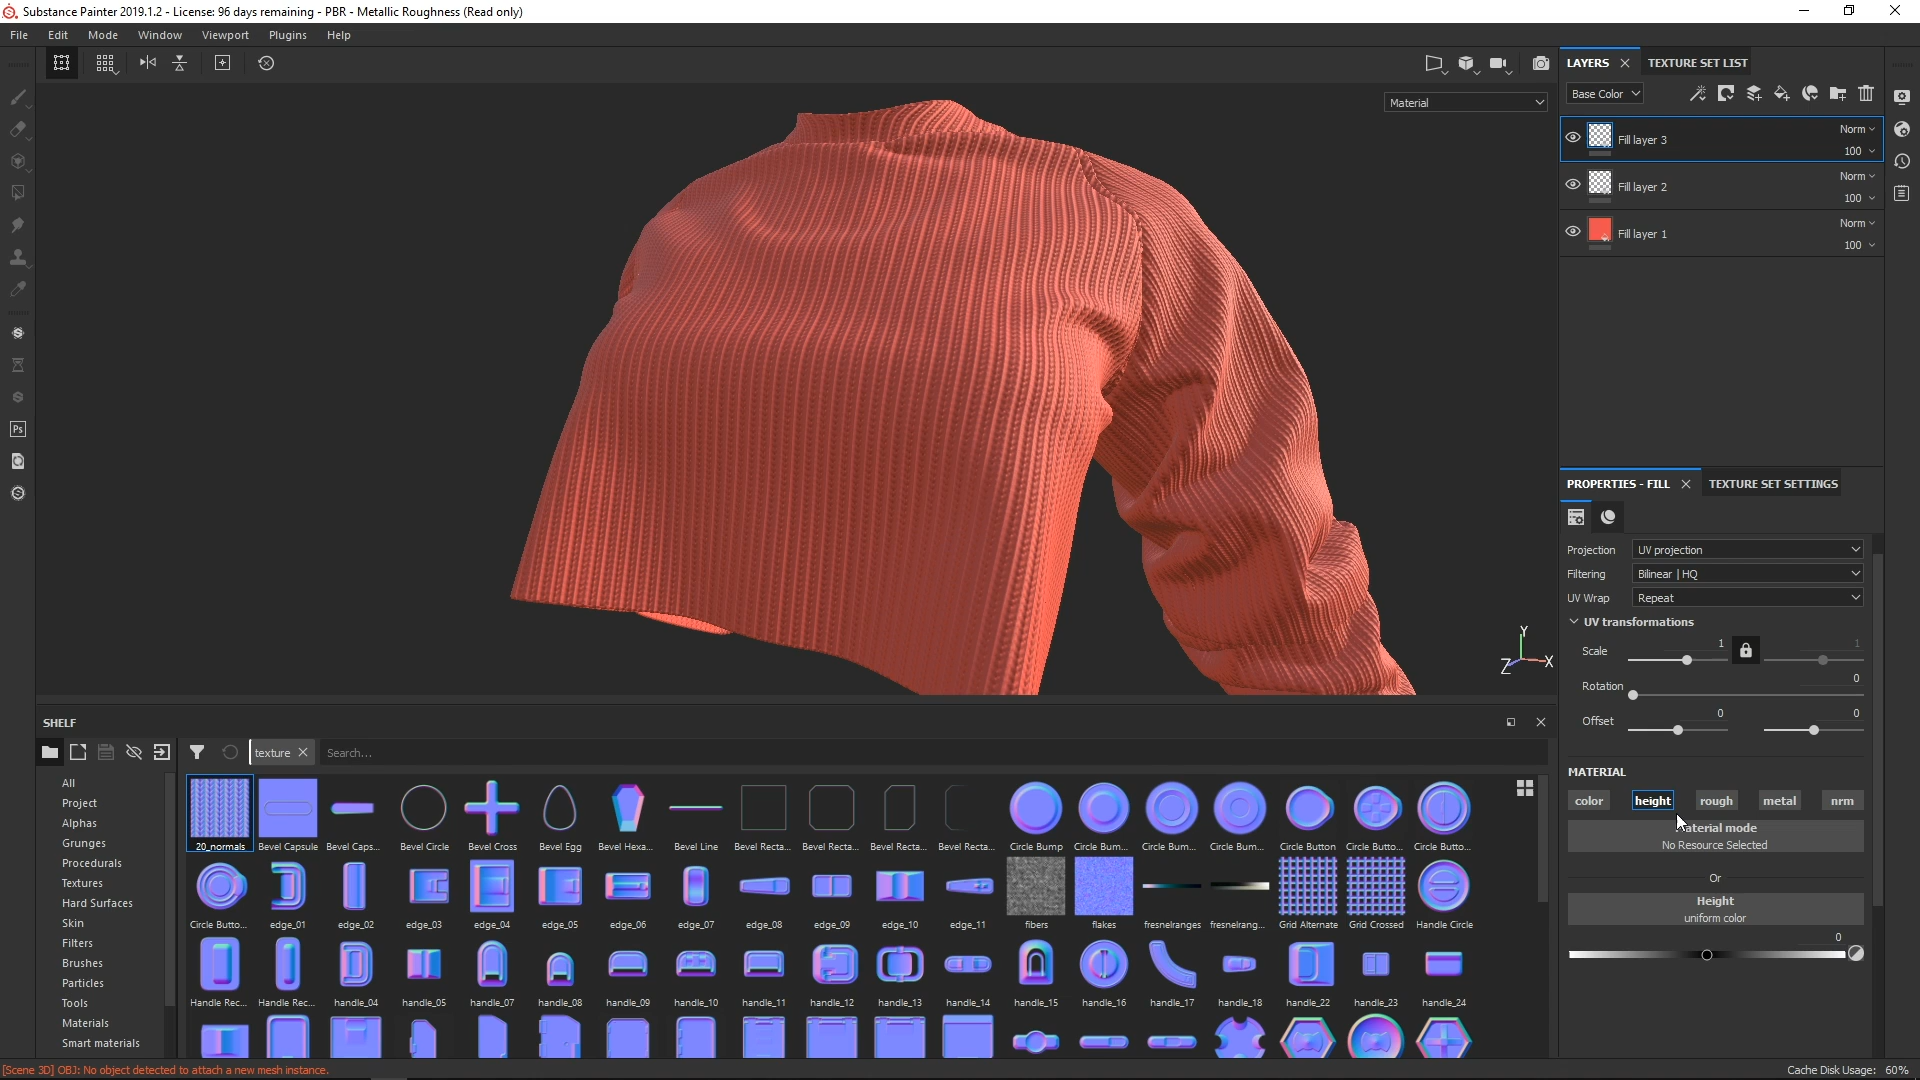 Substance Painter 2019.1.2 - License: 96 days remaining - PBR - Metallic Roughness (Read only)
File Edit Mode Window Viewport Plugins Help
Material
LAYERS TEXTURE SET LIST
Base Color
Norm
Fill layer 3
100
Norm
Fill layer 2
100
Norm
Fill layer 1
100
Ps
Y
Z X
PROPERTIES - FILL TEXTURE SET SETTINGS
Projection UV projection
Filtering Bilinear | HQ
UV Wrap Repeat
UV transformations
Scale 1 1
Rotation 0
Offset 0 0
MATERIAL
color height rough metal nrm
aterial mode
No Resource Selected
Or
Height
uniform color
0
SHELF
texture Search...
All
Project
Alphas
Grunges
Procedurals
Textures
Hard Surfaces
Skin
Filters
Brushes
Particles
Tools
Materials
Smart materials
20_normals Bevel Capsule Bevel Caps... Bevel Circle Bevel Cross Bevel Egg Bevel Hexa... Bevel Line Bevel Recta... Bevel Recta... Bevel Recta... Bevel Recta... Circle Bump Circle Bum... Circle Bum... Circle Bum... Circle Button Circle Butto... Circle Butto...
Circle Butto... edge_01 edge_02 edge_03 edge_04 edge_05 edge_06 edge_07 edge_08 edge_09 edge_10 edge_11 fibers flakes fresnelranges fresnelrang... Grid Alternate Grid Crossed Handle Circle
Handle Rec... Handle Rec... handle_04 handle_05 handle_07 handle_08 handle_09 handle_10 handle_11 handle_12 handle_13 handle_14 handle_15 handle_16 handle_17 handle_18 handle_22 handle_23 handle_24
[Scene 3D] OBJ: No object detected to attach a new mesh instance.
Cache Disk Usage: 60%